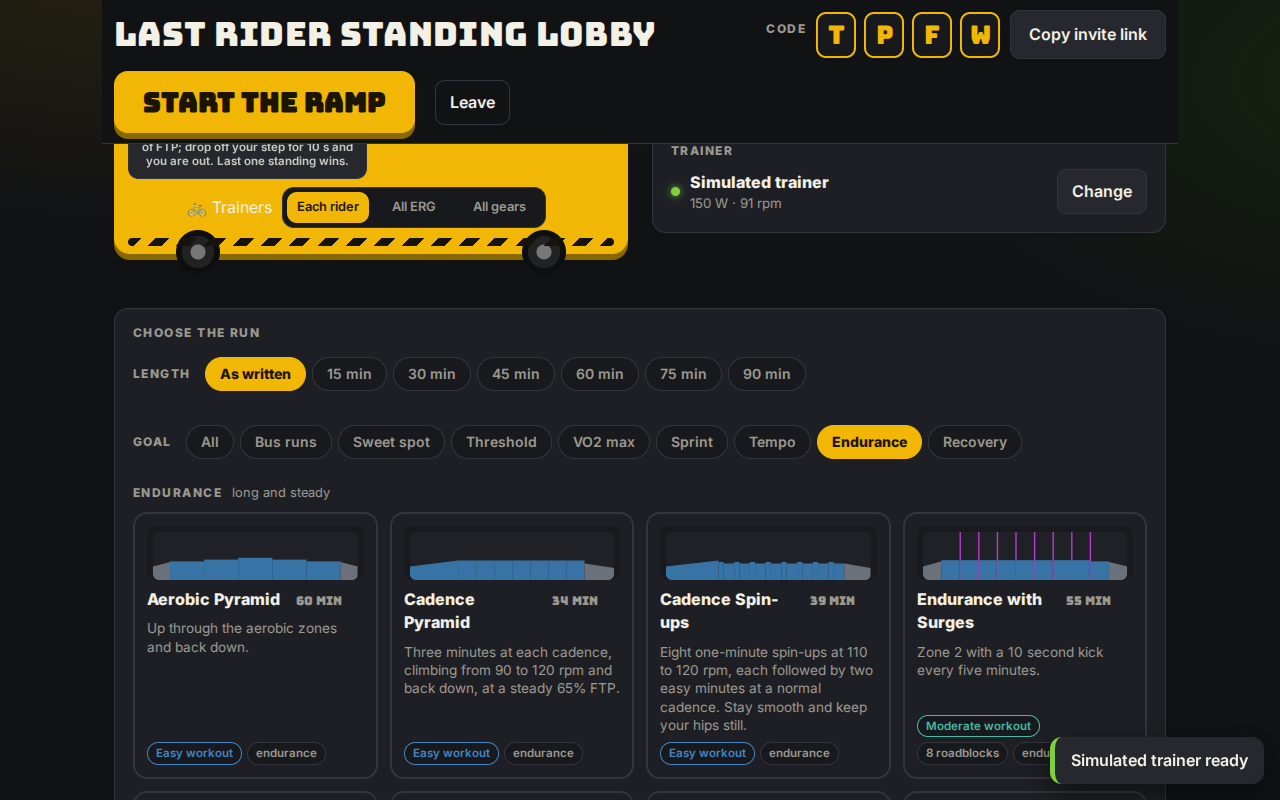 LAST RIDER STANDING LOBBY
CODE T P F W
Copy invite link
START THE RAMP
Leave
of FTP; drop off your step for 10 s and
you are out. Last one standing wins.
Trainers
Each rider
All ERG
All gears
TRAINER
Simulated trainer
150 W · 91 rpm
Change
CHOOSE THE RUN
LENGTH
As written
15 min
30 min
45 min
60 min
75 min
90 min
GOAL
All
Bus runs
Sweet spot
Threshold
VO2 max
Sprint
Tempo
Endurance
Recovery
ENDURANCE long and steady
Aerobic Pyramid 60 MIN
Up through the aerobic zones
and back down.
Easy workout
endurance
Cadence
Pyramid
34 MIN
Three minutes at each cadence,
climbing from 90 to 120 rpm and
back down, at a steady 65% FTP.
Easy workout
endurance
Cadence Spin-
ups
39 MIN
Eight one-minute spin-ups at 110
to 120 rpm, each followed by two
easy minutes at a normal
cadence. Stay smooth and keep
your hips still.
Easy workout
endurance
Endurance with
Surges
55 MIN
Zone 2 with a 10 second kick
every five minutes.
Moderate workout
8 roadblocks
Simulated trainer ready